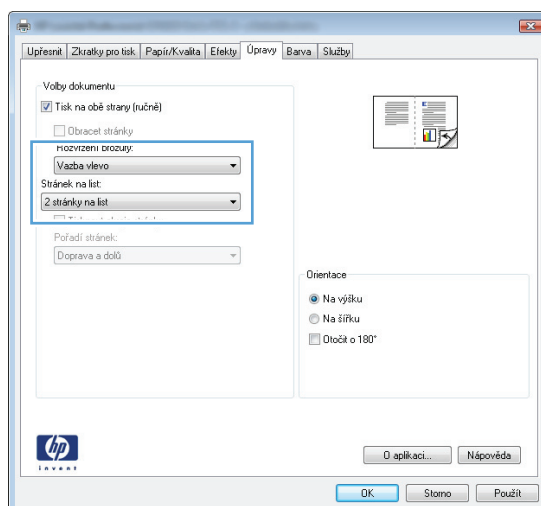 Upřesnit Zkratky pro tisk Papír/Kvalita Efekty Úpravy Barva Služby
Volby dokumentu
Tisk na obě strany (ručně)
Obracet stránky
Rozvržení brožury:
Vazba vlevo
Stránek na list:
2 stránky na list
Pořadí stránek:
Doprava a dolů
Orientace
Na výšku
Na šířku
Otočit o 180°
hp
invent
O aplikaci... Nápověda
OK Storno Použít